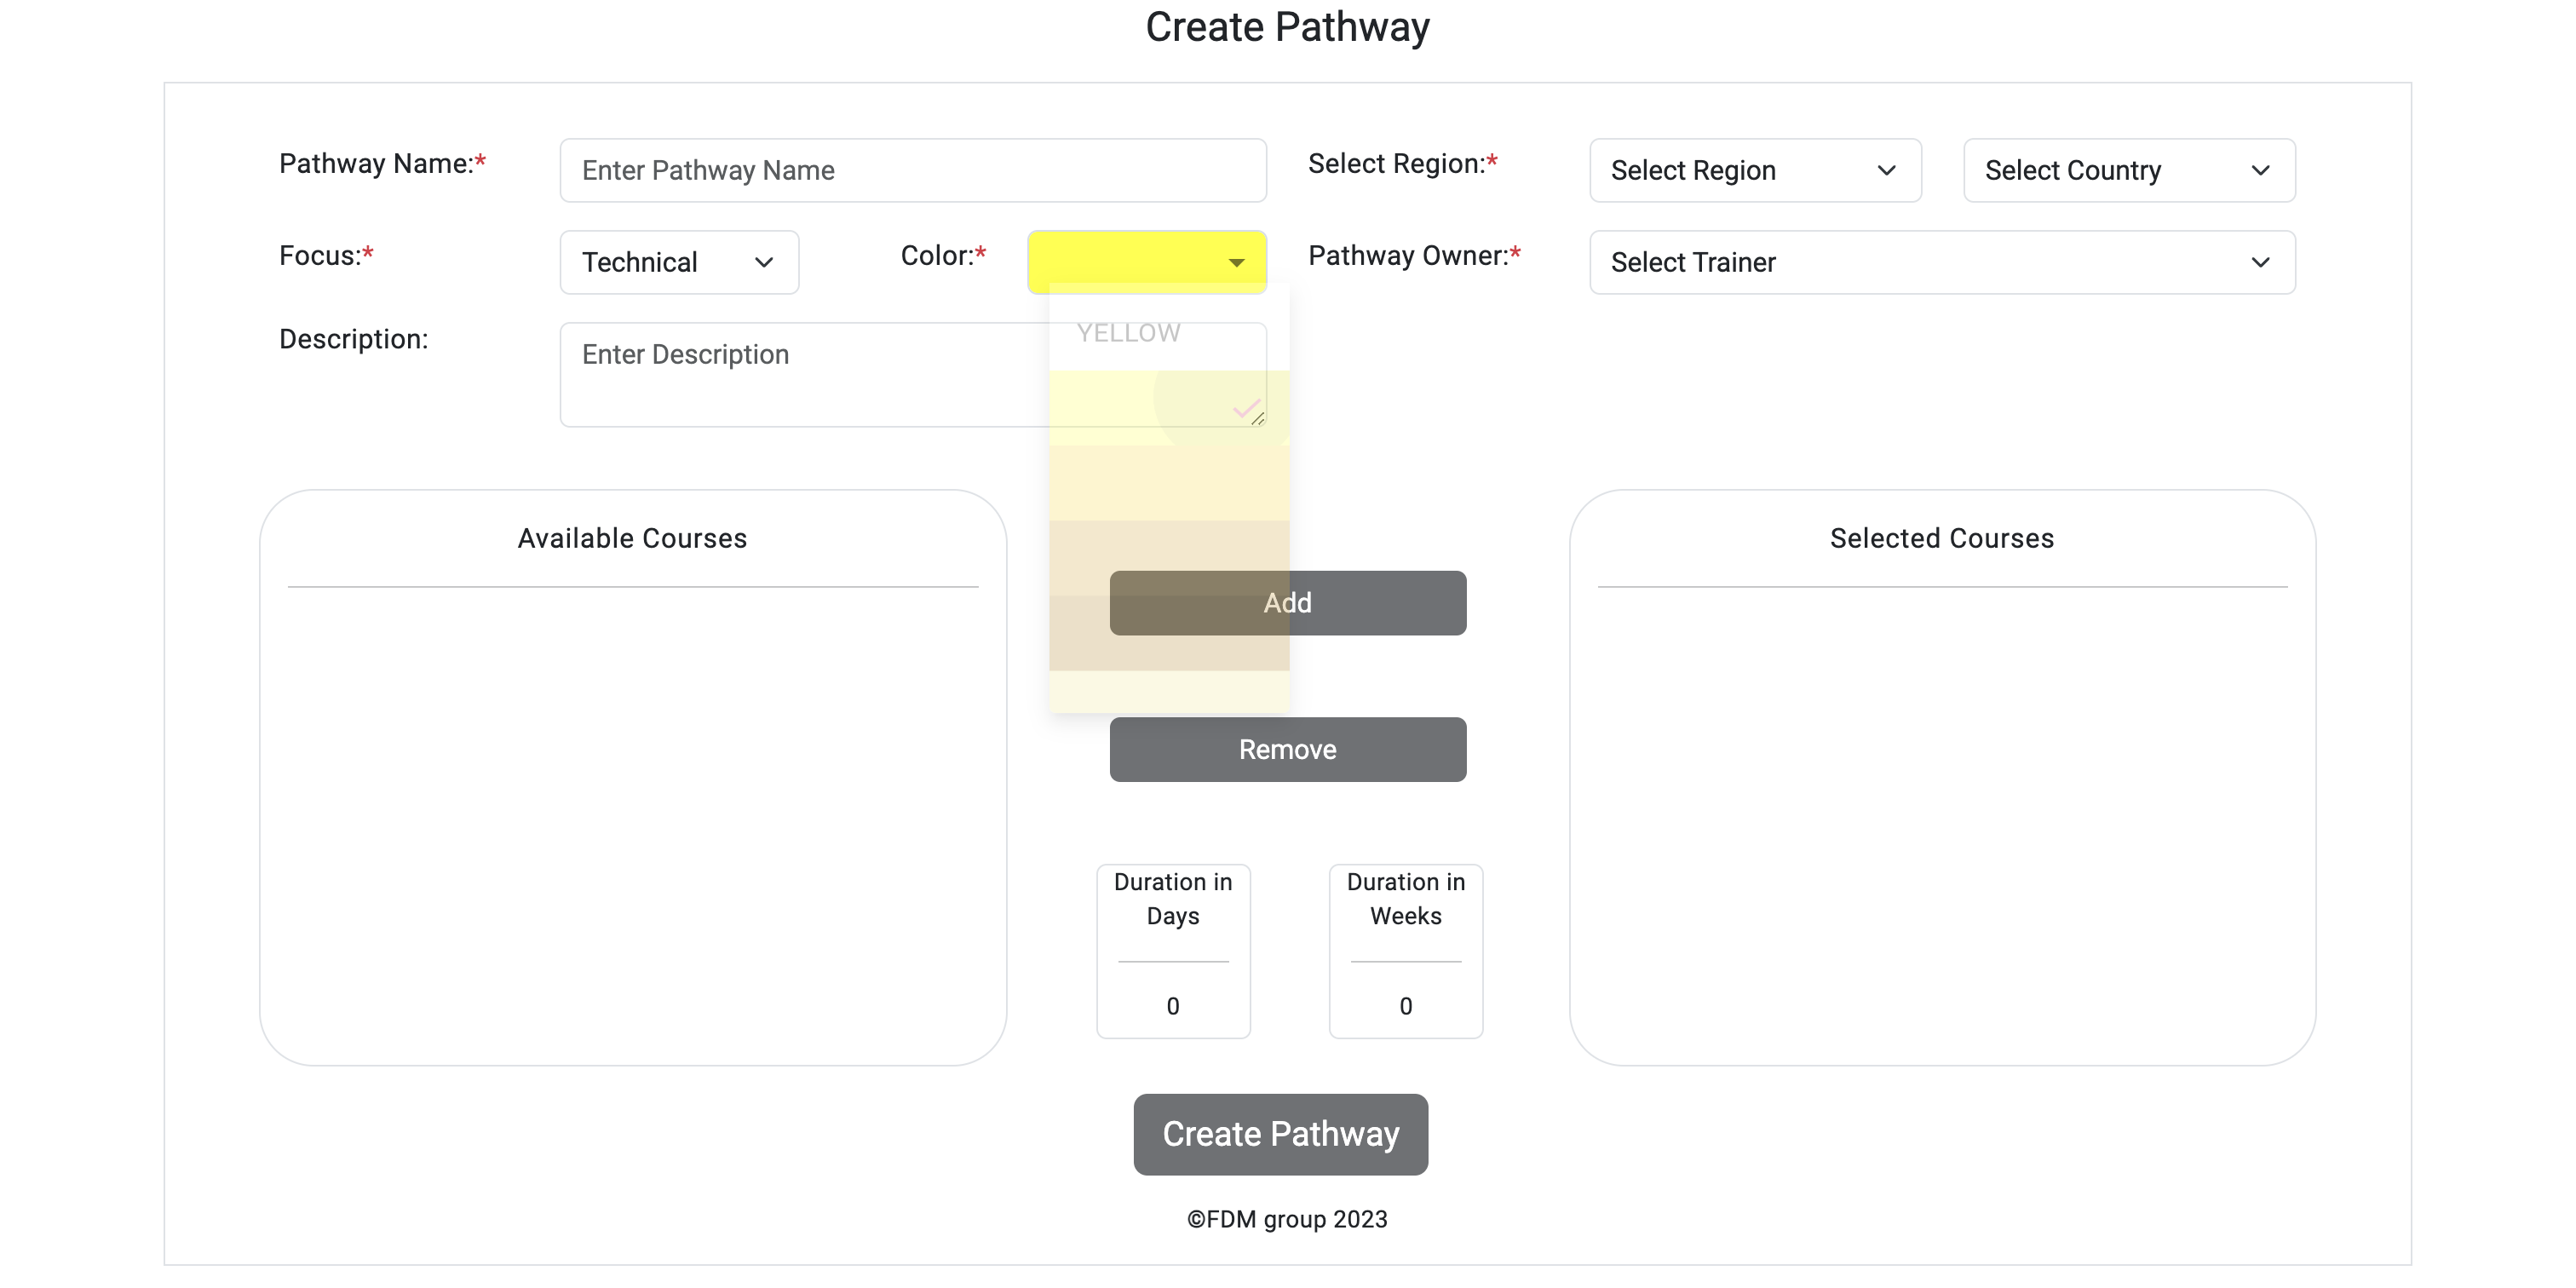 Create Pathway
Pathway Name:*
Enter Pathway Name
Select Region:*
Select Region
Select Country
Focus:*
Technical
Color:*
Pathway Owner:*
Select Trainer
YELLOW
Description:
Enter Description
Available Courses
Selected Courses
Add
Remove
Duration in
Days
0
Duration in
Weeks
0
Create Pathway
©FDM group 2023